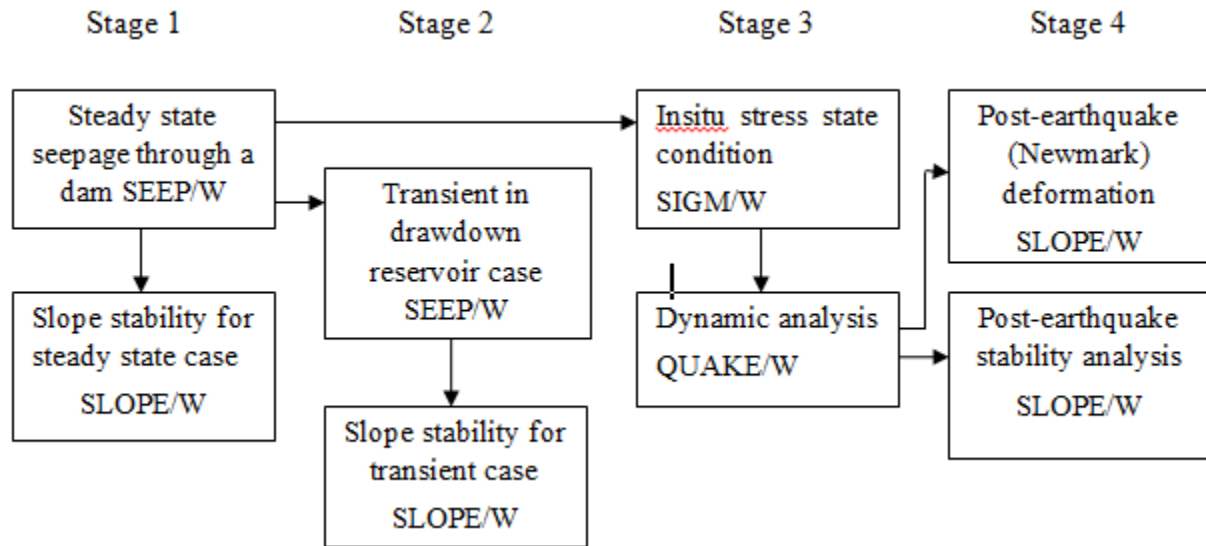 Stage 1
Stage 2
Stage 3
Stage 4
Steady state
seepage through a
dam SEEP/W
Slope stability for
steady state case
SLOPE/W
Transient in
drawdown
reservoir case
SEEP/W
Slope stability for
transient case
SLOPE/W
Insitu stress state
condition
SIGM/W
Dynamic analysis
QUAKE/W
Post-earthquake
(Newmark)
deformation
SLOPE/W
Post-earthquake
stability analysis
SLOPE/W